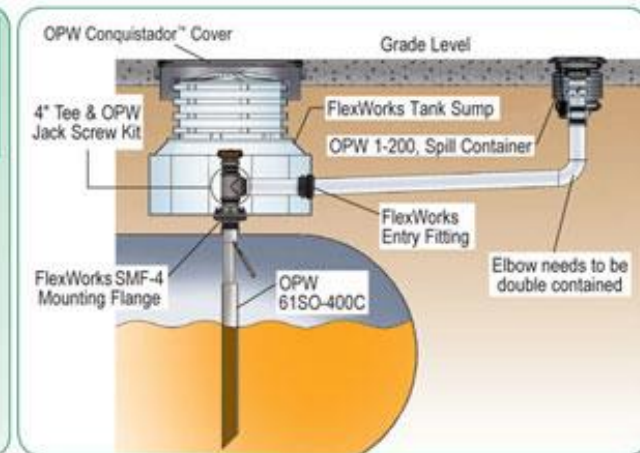 OPW Conquistador™ Cover
Grade Level
4" Tee & OPW
Jack Screw Kit
FlexWorks Tank Sump
OPW 1-200, Spill Container
FlexWorks
Entry Fitting
Elbow needs to be
double contained
FlexWorks SMF-4
Mounting Flange
OPW
61SO-400C